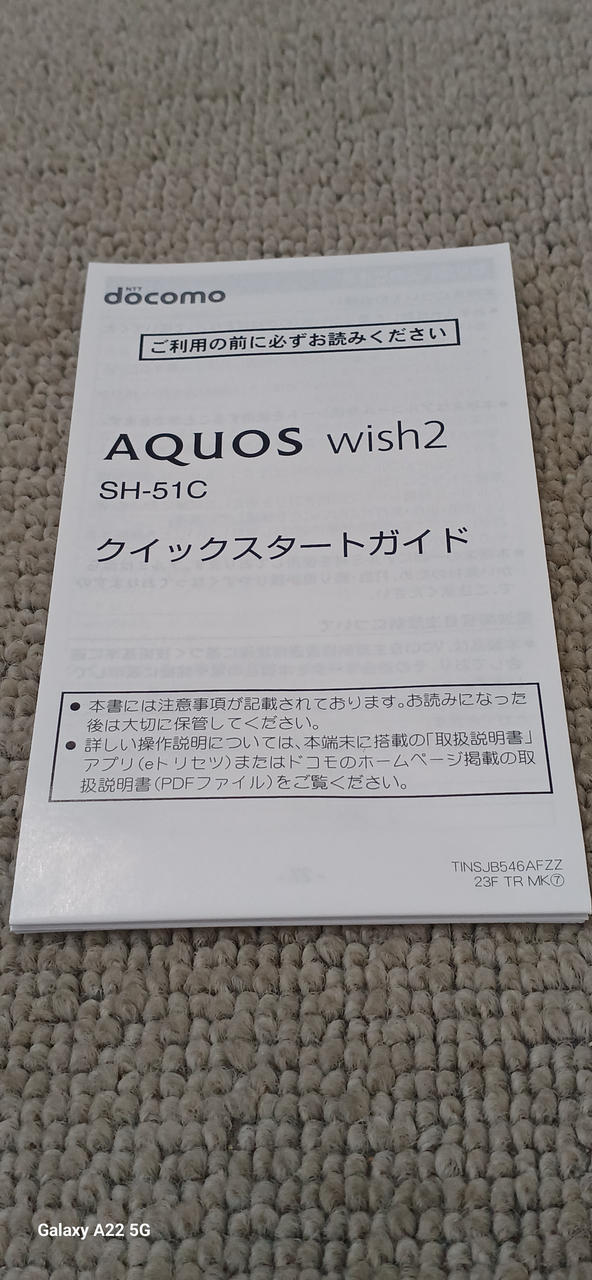 NTT
docomo
ご利用の前に必ずお読みください
AQUOS wish2
SH-51C
クイックスタートガイド
● 本書には注意事項が記載されております。お読みになった
後は大切に保管してください。
● 詳しい操作説明については、本端末に搭載の「取扱説明書」
アプリ（eトリセツ）またはドコモのホームページ掲載の取
扱説明書（PDFファイル）をご覧ください。
TINSJB546AFZZ
23F TR MK⑦
Galaxy A22 5G